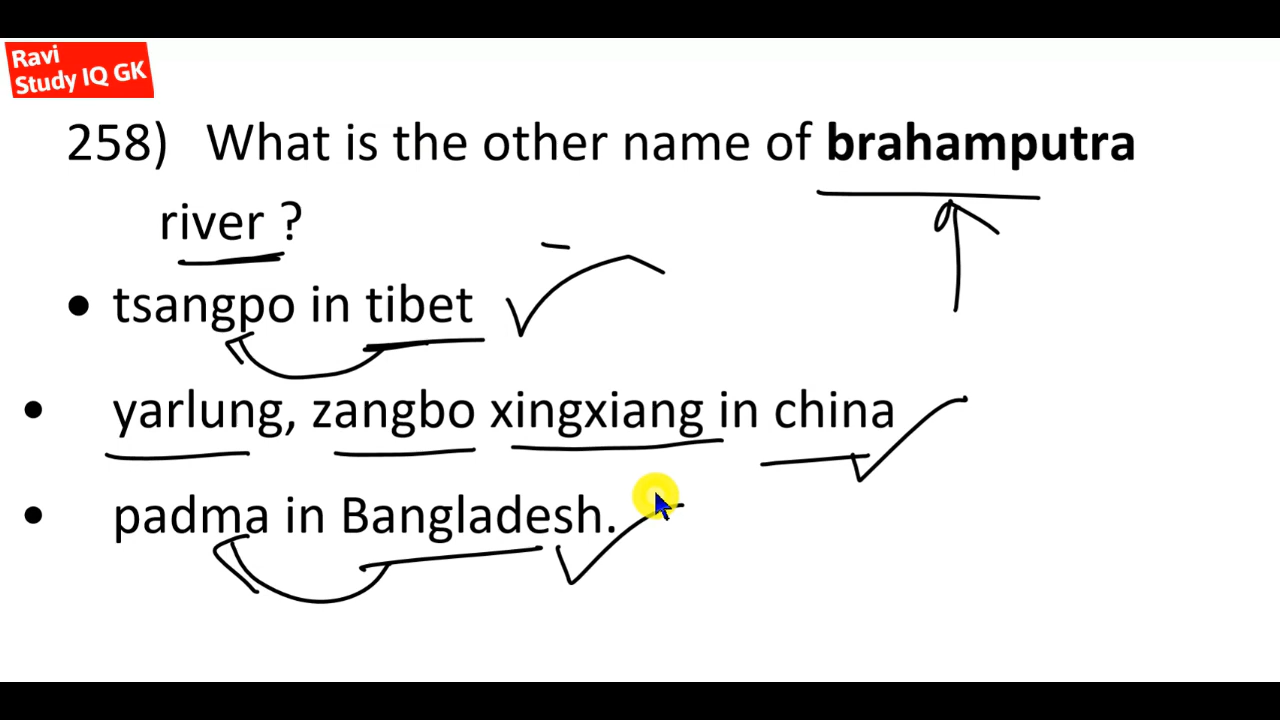 Ravi
Study IQ GK
258) What is the other name of brahamputra
river ?
• tsangpo in tibet
• yarlung, zangbo xingxiang in china
• padma in Bangladesh.